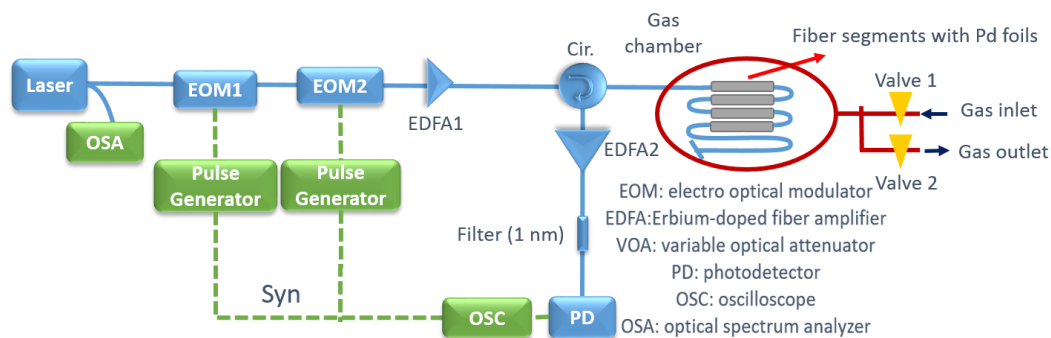 Gas
chamber
Cir.
Fiber segments with Pd foils
Laser
EOM1
EOM2
EDFA1
Valve 1
Gas inlet
OSA
EDFA2
Gas outlet
Valve 2
Pulse
Generator
Pulse
Generator
EOM: electro optical modulator
EDFA:Erbium-doped fiber amplifier
Filter (1 nm)
VOA: variable optical attenuator
PD: photodetector
Syn
OSC
PD
OSC: oscilloscope
OSA: optical spectrum analyzer